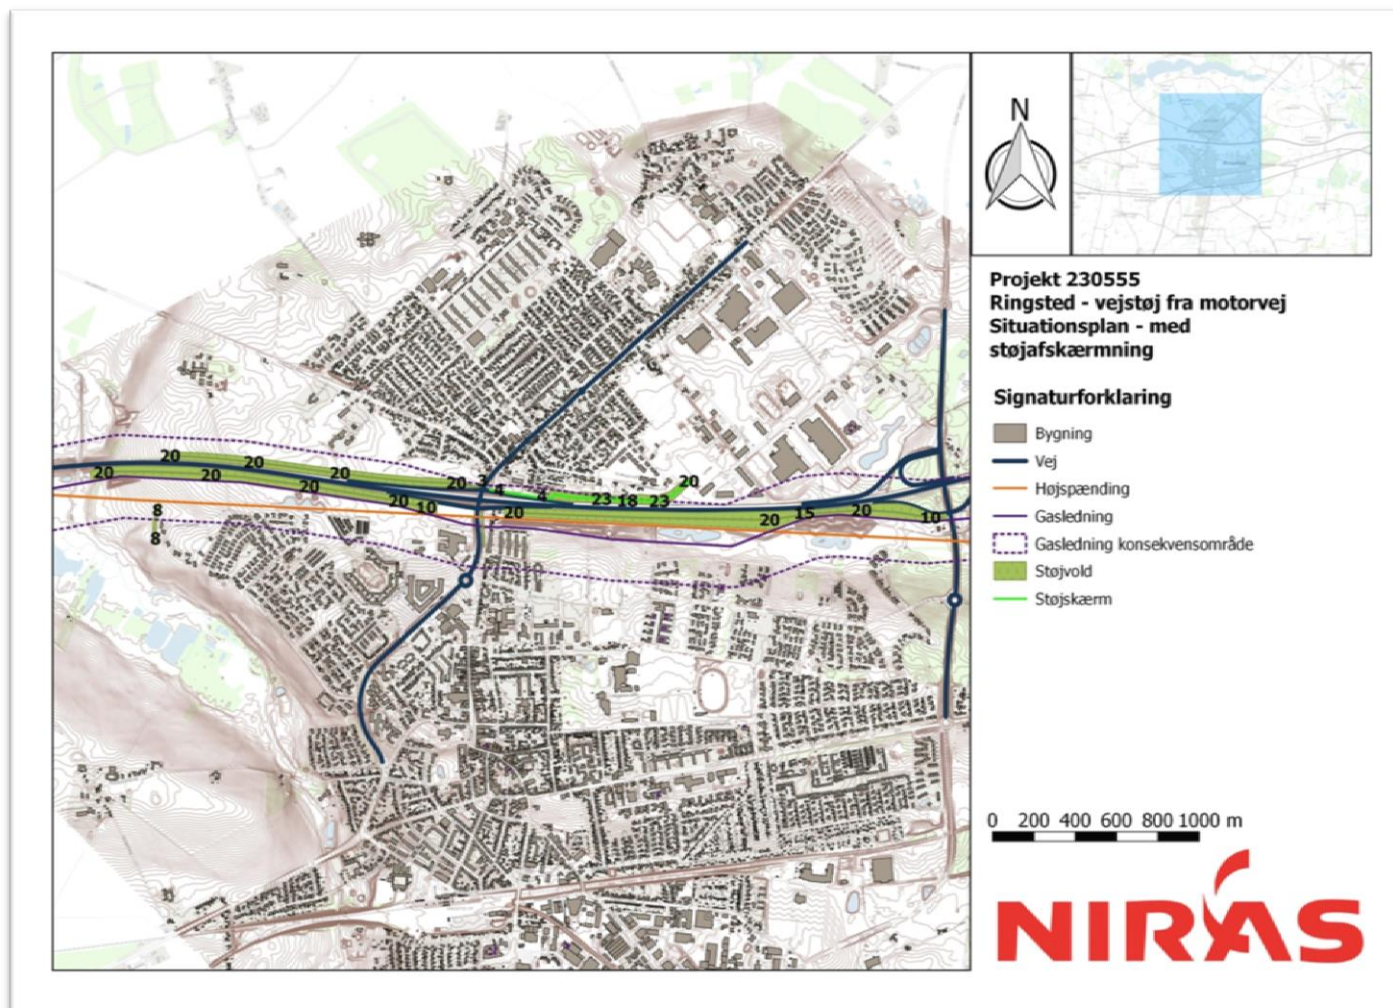 N
Projekt 230555
Ringsted - vejstøj fra motorvej
Situationsplan - med
støjafskærmning
Signaturforklaring
Bygning
Vej
Højspænding
Gasledning
Gasledning konsekvensområde
Støjvold
Støjskærm
0 200 400 600 800 1000 m
NIRAS
20 20 20
20 20 20 20 3 4 20
20 20 10 4 23 18 23
8 20 20 15 20 10
8